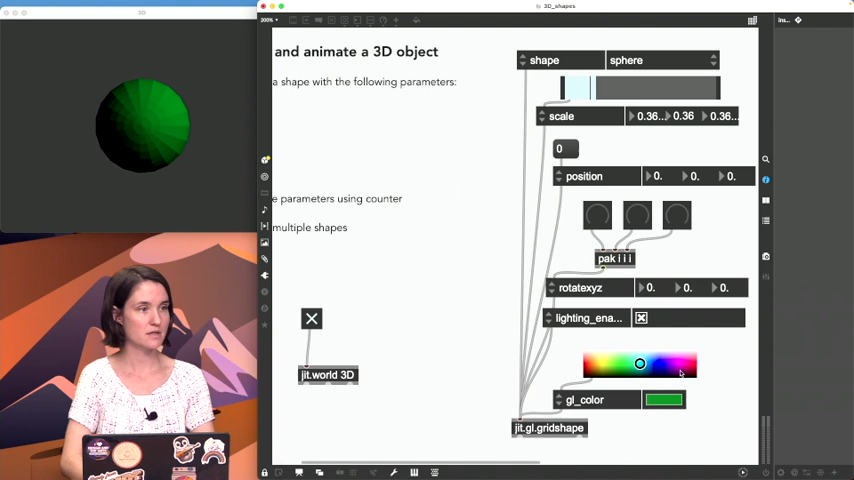 3D
200%
3D_shapes
ins...
and animate a 3D object
a shape with the following parameters:
e parameters using counter
multiple shapes
shape
sphere
scale
0.36...
0.36
0.36...
0
position
0.
0.
0.
pak i i i
rotatexyz
0.
0.
0.
lighting_ena...
gl_color
jit.gl.gridshape
jit.world 3D